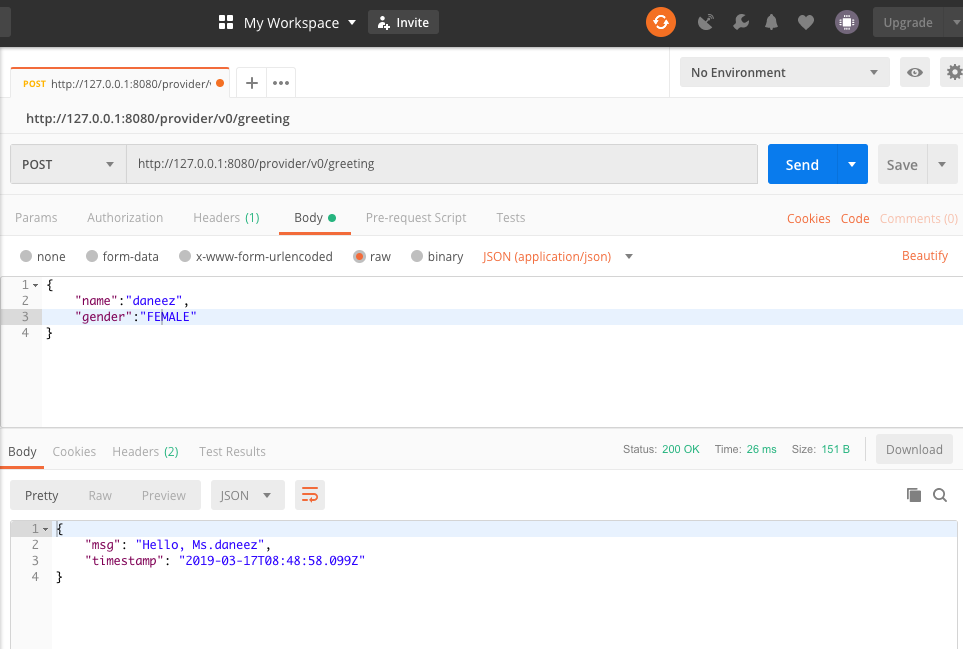 My Workspace Invite Upgrade
POST http://127.0.0.1:8080/provider/ No Environment
http://127.0.0.1:8080/provider/v0/greeting
POST http://127.0.0.1:8080/provider/v0/greeting Send Save
Params Authorization Headers (1) Body Pre-request Script Tests Cookies Code Comments (0)
none form-data x-www-form-urlencoded raw binary JSON (application/json) Beautify
1 {
2 "name":"daneez",
3 "gender":"FEMALE"
4 }
Body Cookies Headers (2) Test Results Status: 200 OK Time: 26 ms Size: 151 B Download
Pretty Raw Preview JSON
1 {
2 "msg": "Hello, Ms.daneez",
3 "timestamp": "2019-03-17T08:48:58.099Z"
4 }